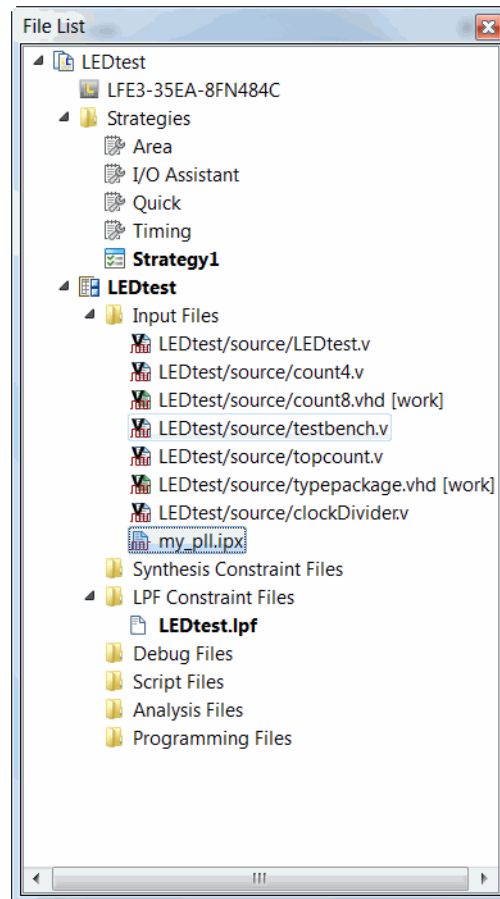 File List
LEDtest
LFE3-35EA-8FN484C
Strategies
Area
I/O Assistant
Quick
Timing
Strategy1
LEDtest
Input Files
LEDtest/source/LEDtest.v
LEDtest/source/count4.v
LEDtest/source/count8.vhd [work]
LEDtest/source/testbench.v
LEDtest/source/topcount.v
LEDtest/source/typepackage.vhd [work]
LEDtest/source/clockDivider.v
my_pll.ipx
Synthesis Constraint Files
LPF Constraint Files
LEDtest.lpf
Debug Files
Script Files
Analysis Files
Programming Files